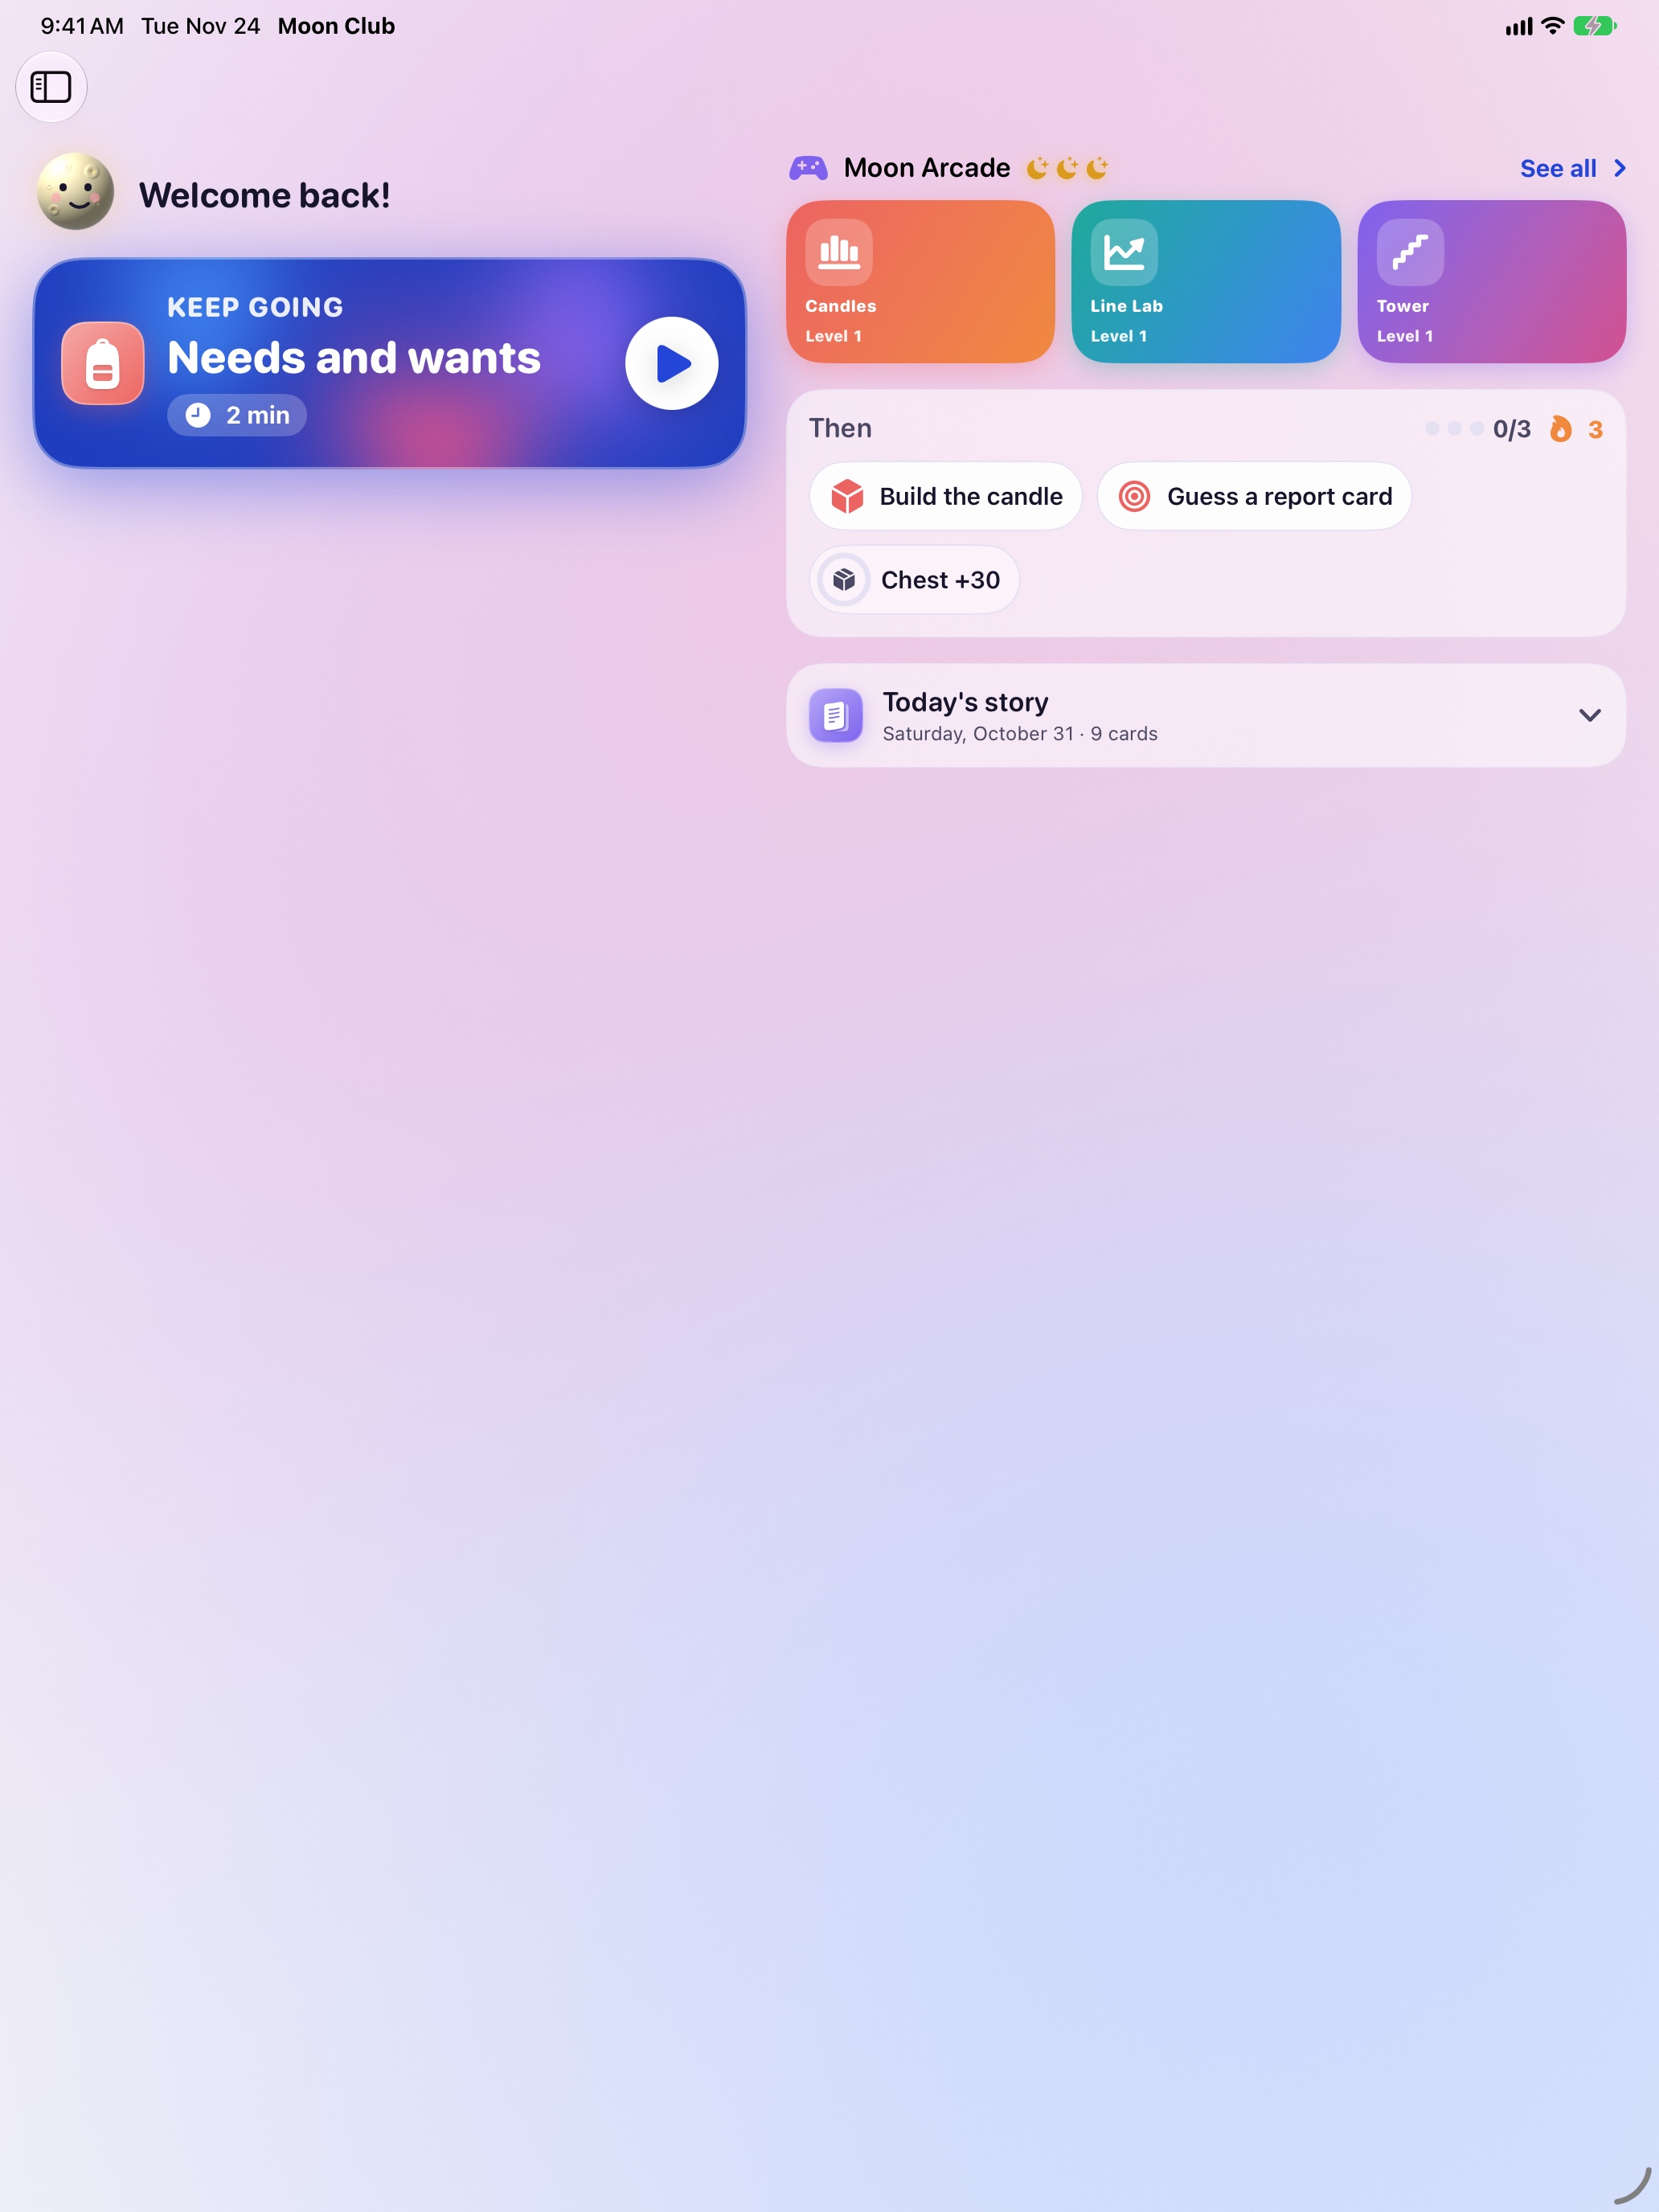 9:41 AM Tue Nov 24 Moon Club
Welcome back!
KEEP GOING
Needs and wants
2 min
Moon Arcade
See all
Candles
Level 1
Line Lab
Level 1
Tower
Level 1
Then
0/3
3
Build the candle
Guess a report card
Chest +30
Today's story
Saturday, October 31 · 9 cards